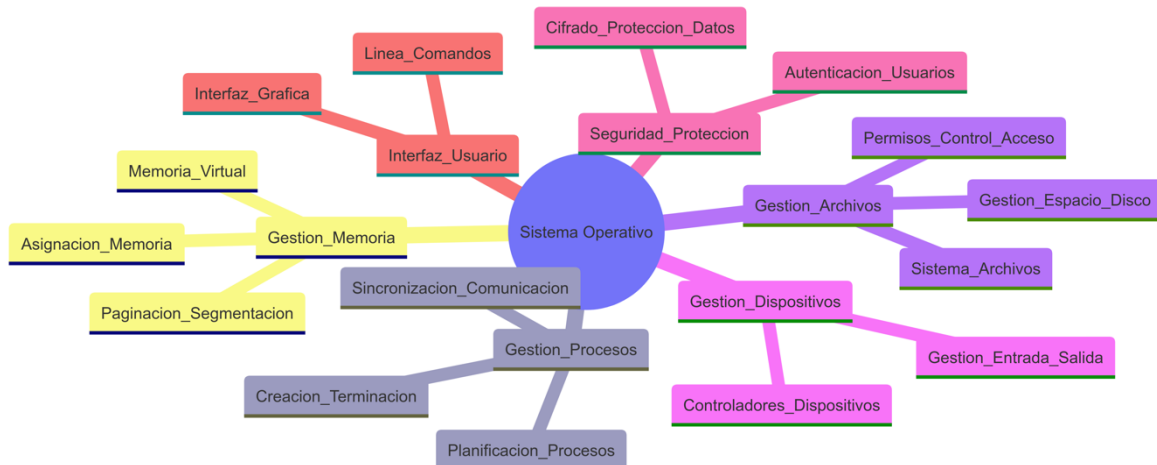 Cifrado_Proteccion_Datos
Linea_Comandos
Autenticacion_Usuarios
Interfaz_Grafica
Seguridad_Proteccion
Permisos_Control_Acceso
Interfaz_Usuario
Memoria_Virtual
Gestion_Archivos
Gestion_Espacio_Disco
Sistema Operativo
Gestion_Memoria
Asignacion_Memoria
Sistema_Archivos
Sincronizacion_Comunicacion
Gestion_Dispositivos
Paginacion_Segmentacion
Gestion_Procesos
Gestion_Entrada_Salida
Creacion_Terminacion
Controladores_Dispositivos
Planificacion_Procesos